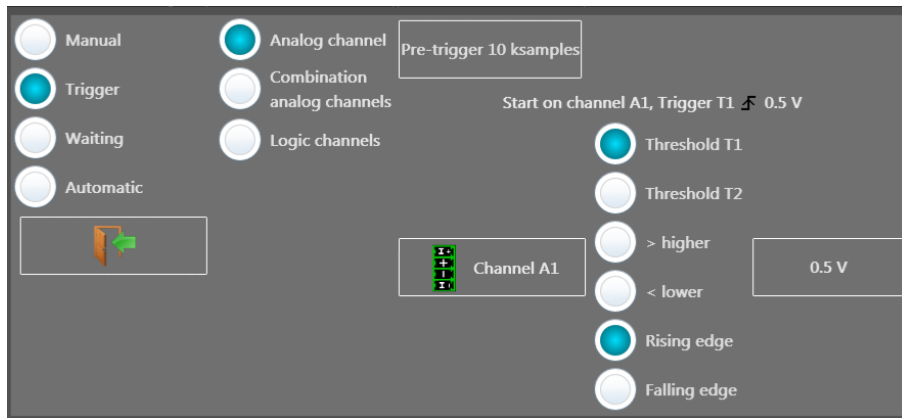 Manual
Trigger
Waiting
Automatic
Analog channel
Combination
analog channels
Logic channels
Pre-trigger 10 ksamples
Start on channel A1, Trigger T1 0.5 V
Threshold T1
Threshold T2
> higher
< lower
Rising edge
Falling edge
Channel A1
0.5 V